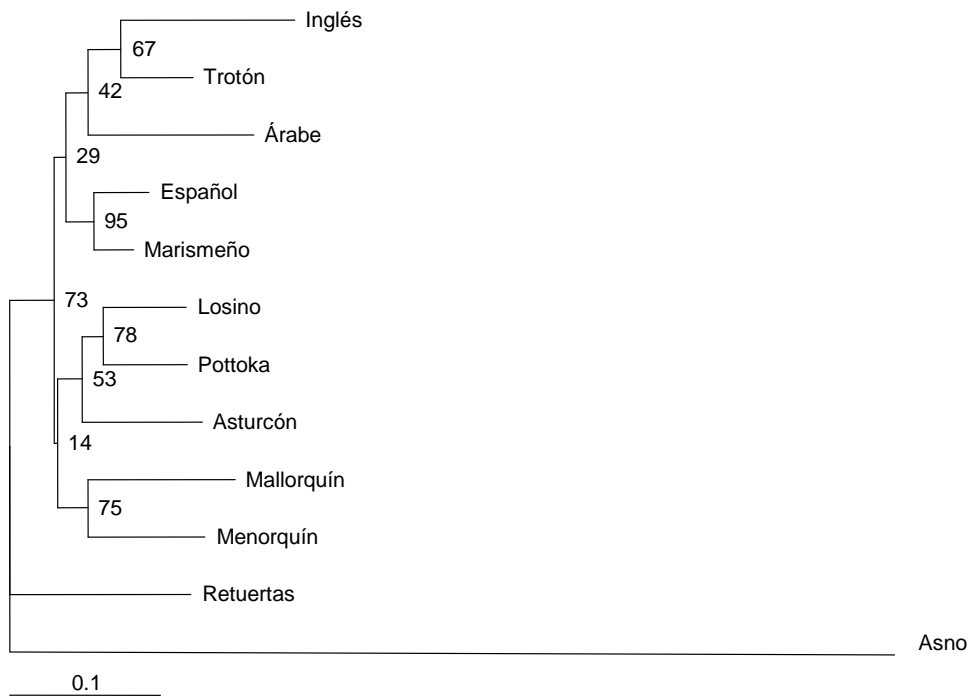 Inglés
67
Trotón
42
Árabe
29
Español
95
Marismeño
73
Losino
78
Pottoka
53
Asturcón
14
Mallorquín
75
Menorquín
Retuertas
Asno
0.1